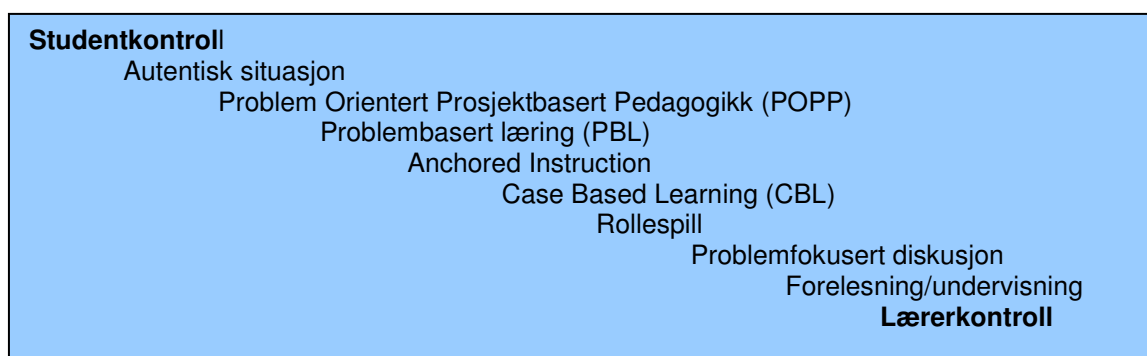 Studentkontroll
Autentisk situasjon
Problem Orientert Prosjektbasert Pedagogikk (POPP)
Problembasert læring (PBL)
Anchored Instruction
Case Based Learning (CBL)
Rollespill
Problemfokusert diskusjon
Forelesning/undervisning
Lærerkontroll